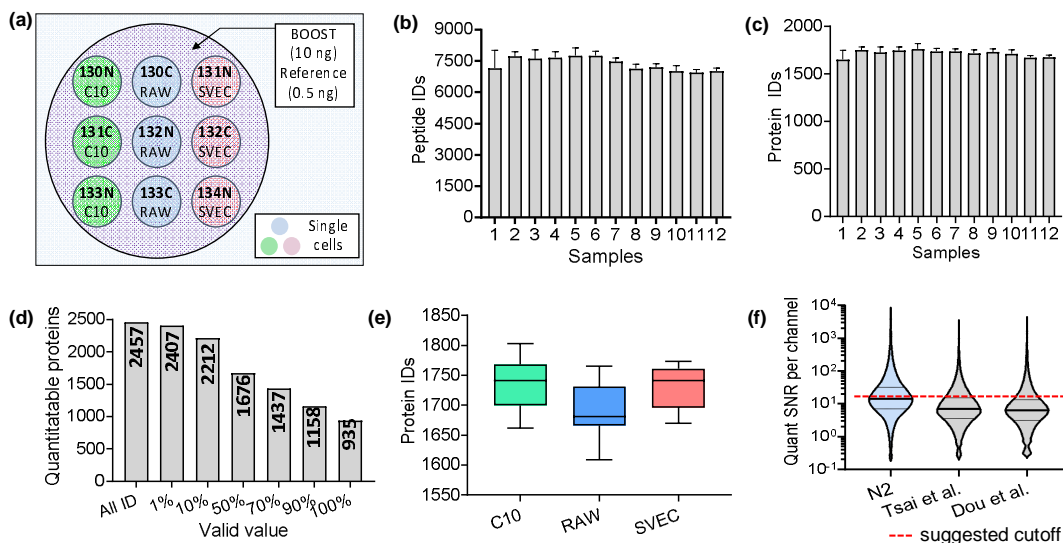 (a)
BOOST
(10 ng)
Reference
(0.5 ng)
130N
C10
130C
RAW
131N
SVEC
131C
C10
132N
RAW
132C
SVEC
133N
C10
133C
RAW
134N
SVEC
Single
cells
(b)
Peptide IDs
9000
7500
6000
4500
3000
1500
0
1 2 3 4 5 6 7 8 9 10 11 12
Samples
(c)
Protein IDs
2000
1600
1200
800
400
0
1 2 3 4 5 6 7 8 9 10 11 12
Samples
(d)
Quantitatable proteins
2500
2000
1500
1000
500
0
2457
2407
2212
1676
1437
1158
935
All ID 1% 10% 50% 70% 90% 100%
Valid value
(e)
Protein IDs
1850
1800
1750
1700
1650
1600
1550
C10 RAW SVEC
(f)
Quant SNR per channel
10^4
10^3
10^2
10^1
10^0
10^-1
N2 Tsai et al. Dou et al.
suggested cutoff